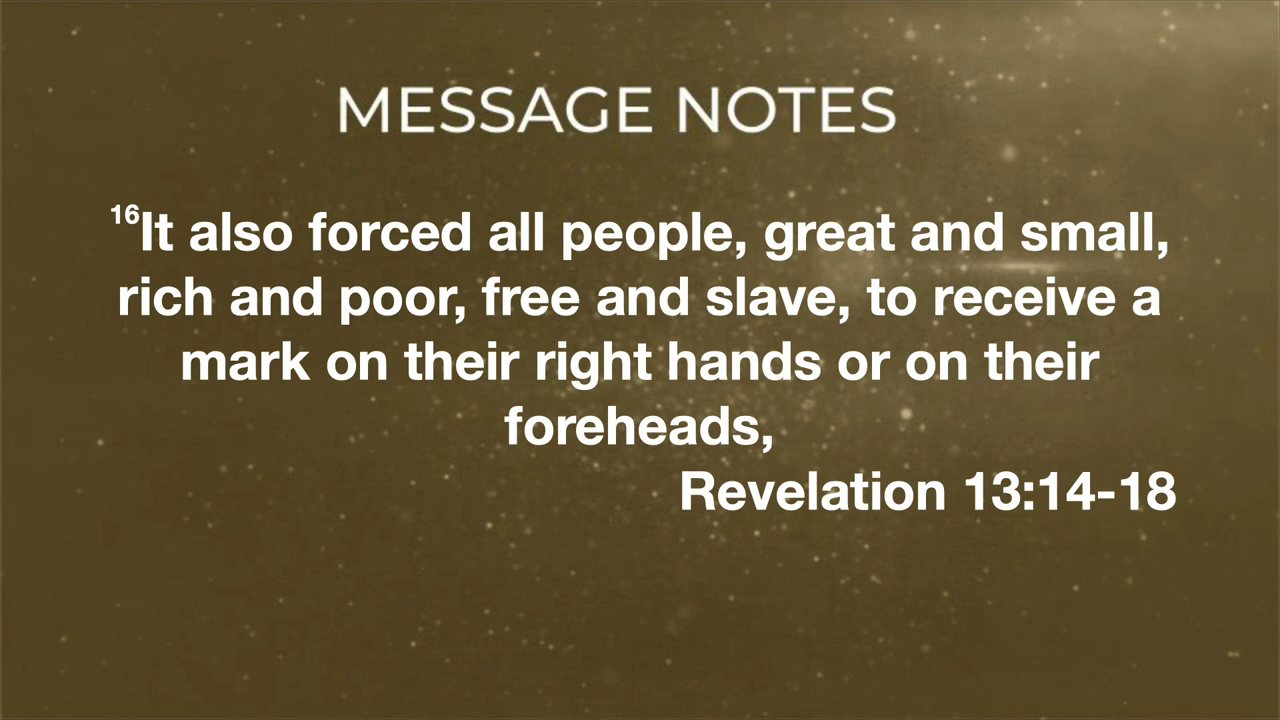 MESSAGE NOTES
16It also forced all people, great and small,
rich and poor, free and slave, to receive a
mark on their right hands or on their
foreheads,
Revelation 13:14-18